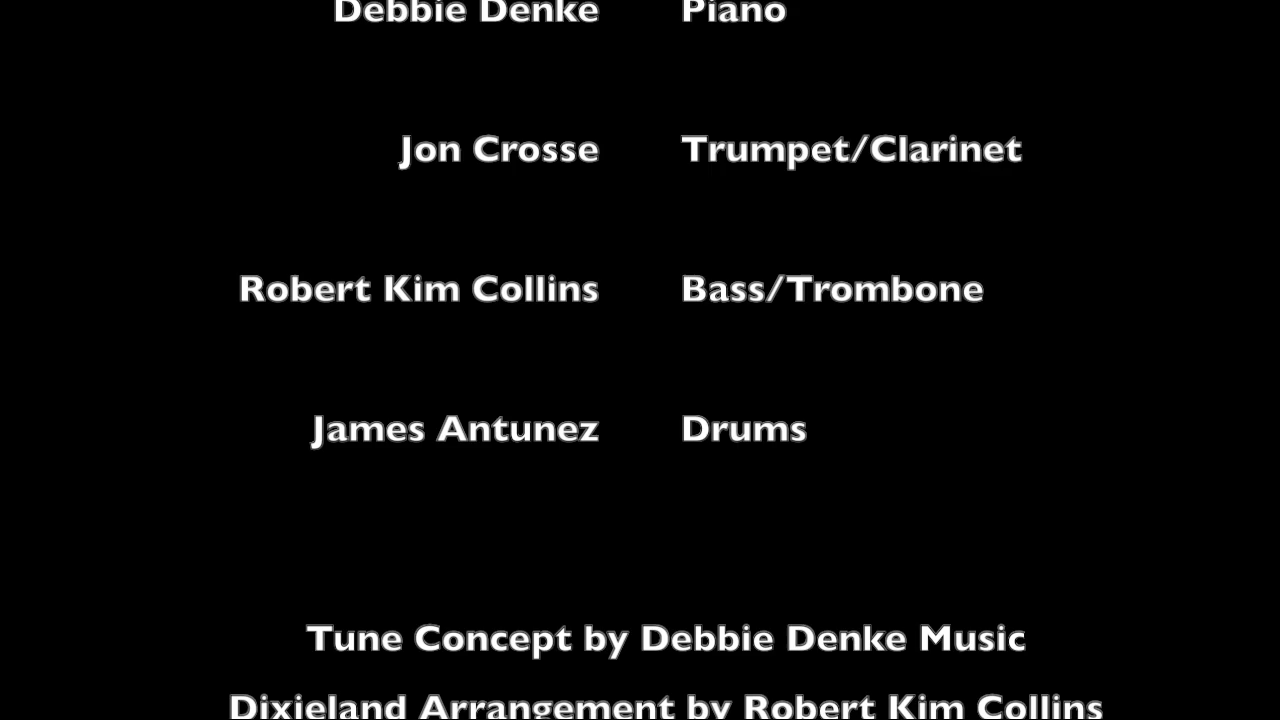 Debbie Denke Piano
Jon Crosse Trumpet/Clarinet
Robert Kim Collins Bass/Trombone
James Antunez Drums
Tune Concept by Debbie Denke Music
Dixieland Arrangement by Robert Kim Collins